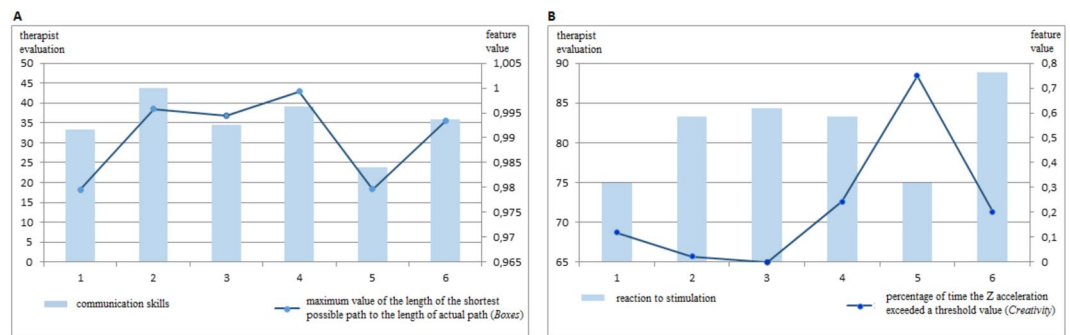 A
therapist
evaluation
feature
value
50
45
40
35
30
25
20
15
10
5
0
1,005
1
0,995
0,99
0,985
0,98
0,975
0,97
0,965
1 2 3 4 5 6
communication skills
maximum value of the length of the shortest
possible path to the length of actual path (Boxes)
B
therapist
evaluation
feature
value
90
85
80
75
70
65
0,8
0,7
0,6
0,5
0,4
0,3
0,2
0,1
0
1 2 3 4 5 6
reaction to stimulation
percentage of time the Z acceleration
exceeded a threshold value (Creativity)